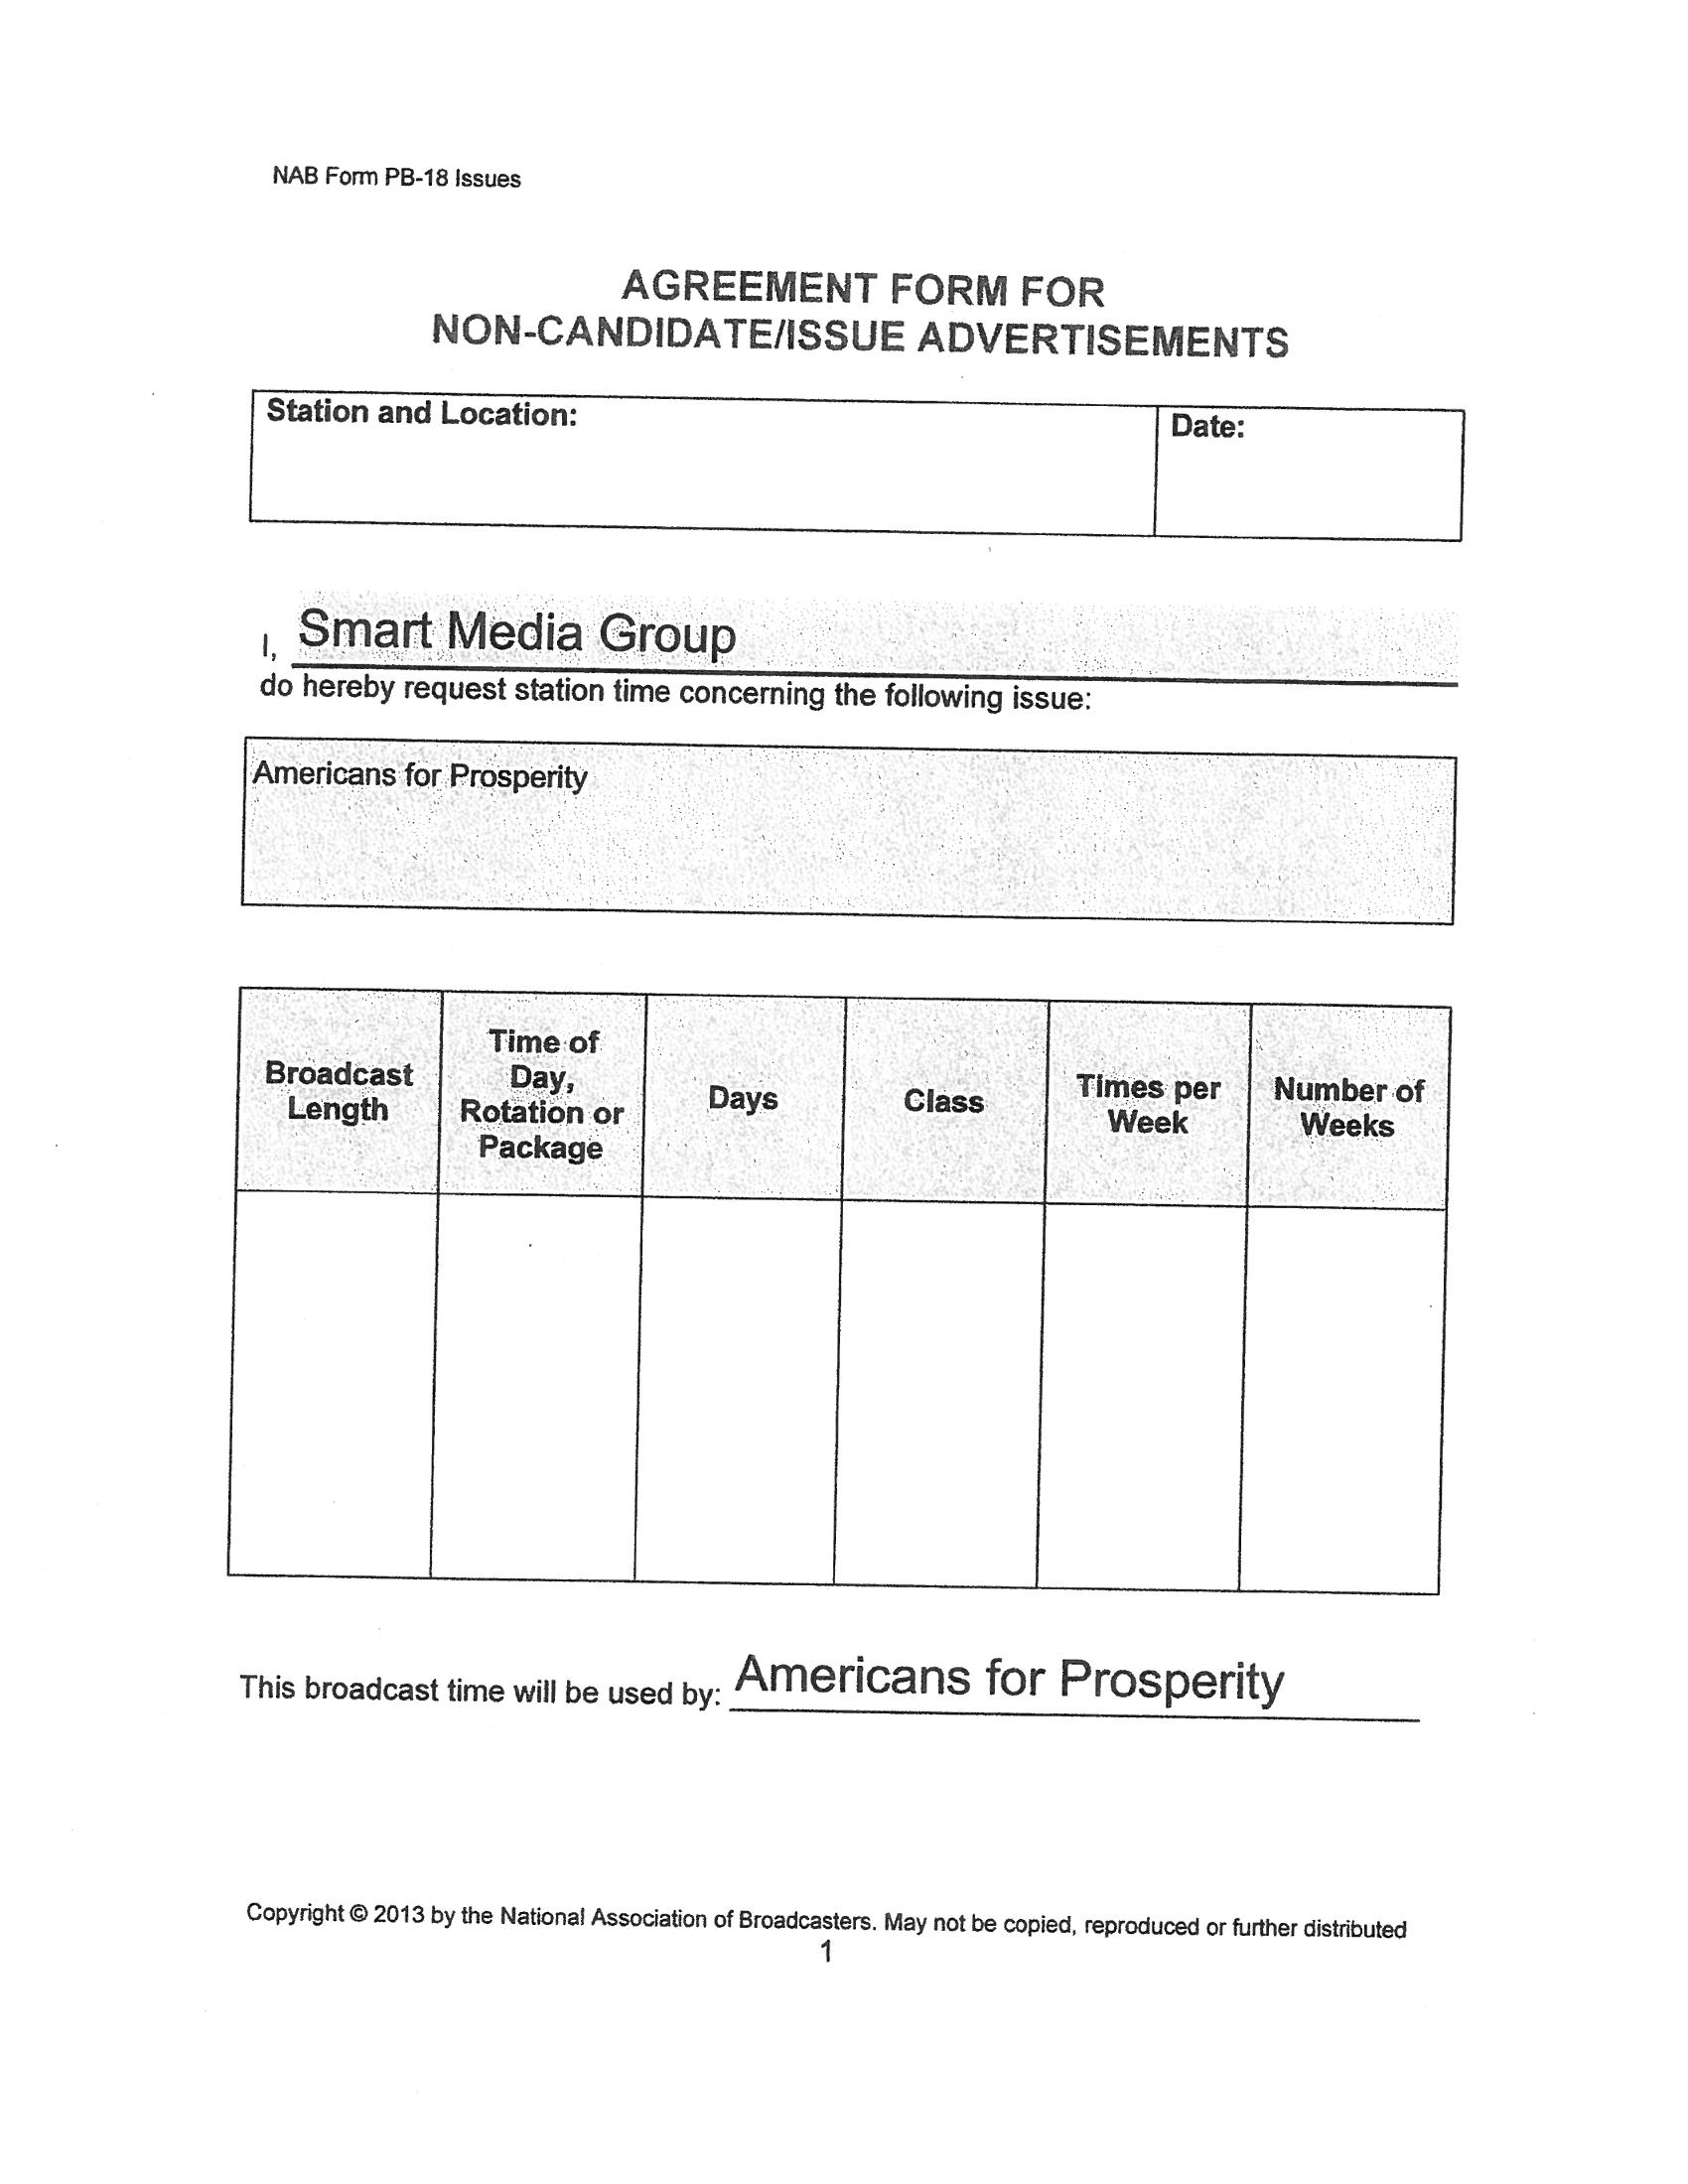 NAB Form PB-18 Issues
AGREEMENT FORM FOR
NON-CANDIDATE/ISSUE ADVERTISEMENTS
Station and Location:
Date:
I, Smart Media Group
do hereby request station time concerning the following issue:
Americans for Prosperity
Broadcast
Length
Time of
Day,
Rotation or
Package
Days
Class
Times per
Week
Number of
Weeks
This broadcast time will be used by: Americans for Prosperity
Copyright © 2013 by the National Association of Broadcasters. May not be copied, reproduced or further distributed
1